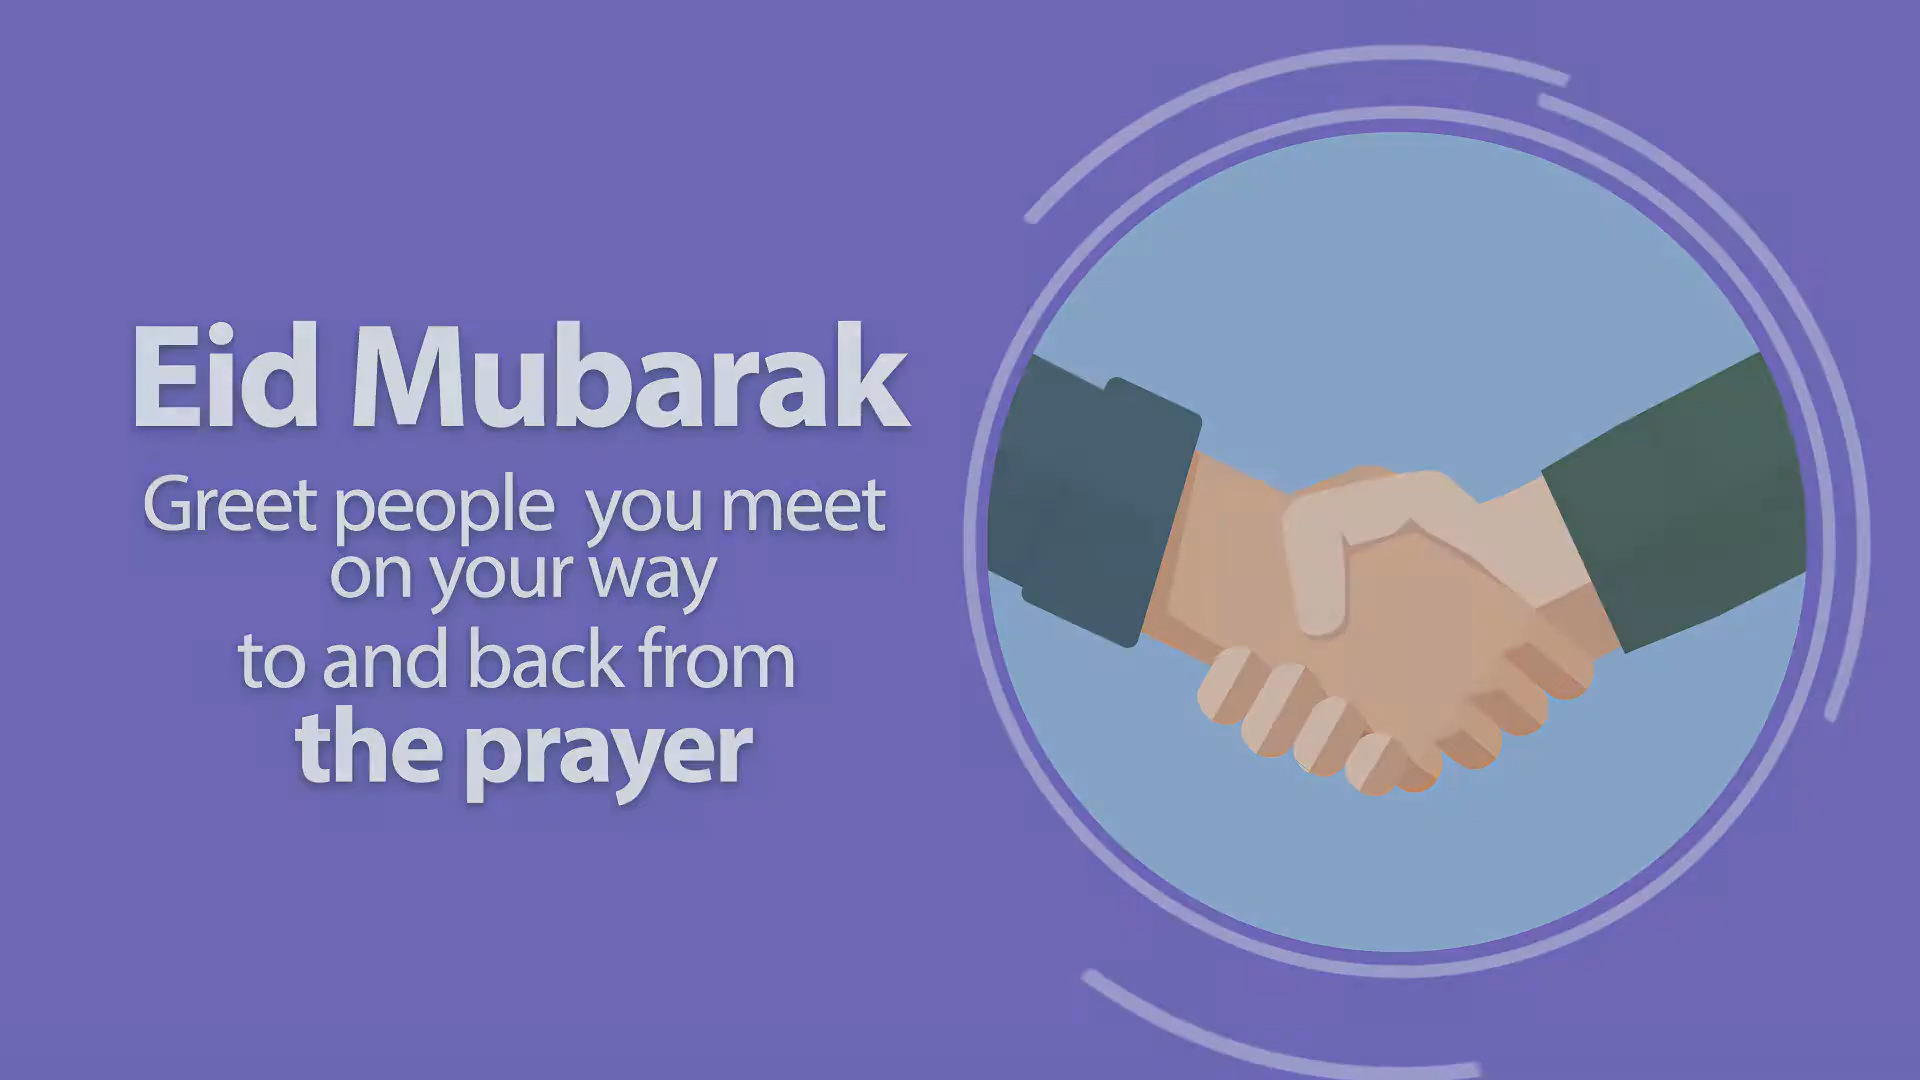 Eid Mubarak
Greet people you meet
on your way
to and back from
the prayer